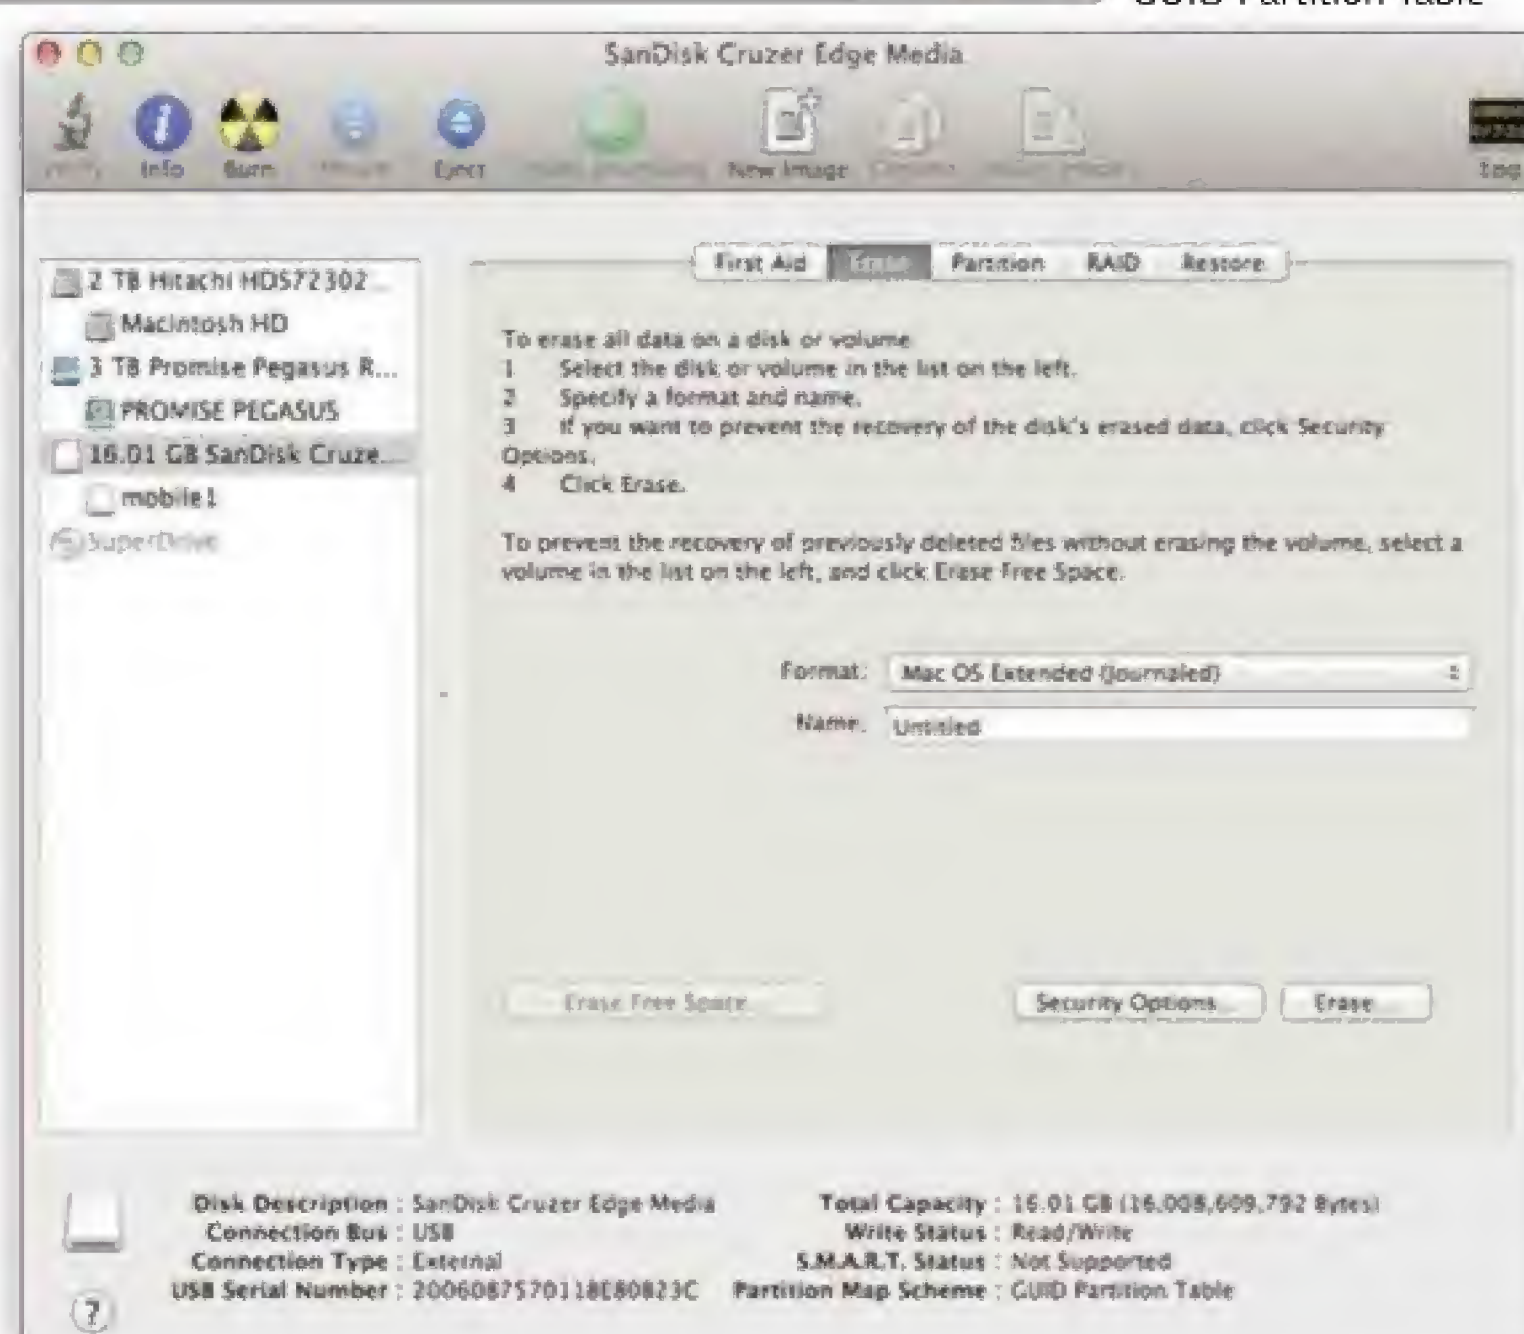 GUID Partition Table
SanDisk Cruzer Edge Media
Info Burn Eject New Image Log
First Aid Erase Partition RAID Restore
2 TB Hitachi HDS72302...
Macintosh HD
3 TB Promise Pegasus R...
PROMISE PEGASUS
16.01 GB SanDisk Cruze...
mobile1
SuperDrive
To erase all data on a disk or volume
1 Select the disk or volume in the list on the left.
2 Specify a format and name.
3 If you want to prevent the recovery of the disk's erased data, click Security
Options.
4 Click Erase.
To prevent the recovery of previously deleted files without erasing the volume, select a
volume in the list on the left, and click Erase Free Space.
Format: Mac OS Extended (Journaled)
Name: Untitled
Erase Free Space... Security Options... Erase...
Disk Description : SanDisk Cruzer Edge Media
Connection Bus : USB
Connection Type : External
USB Serial Number :
Total Capacity : 16.01 GB (16,008,609,792 Bytes)
Write Status : Read/Write
S.M.A.R.T. Status : Not Supported
Partition Map Scheme : GUID Partition Table
?